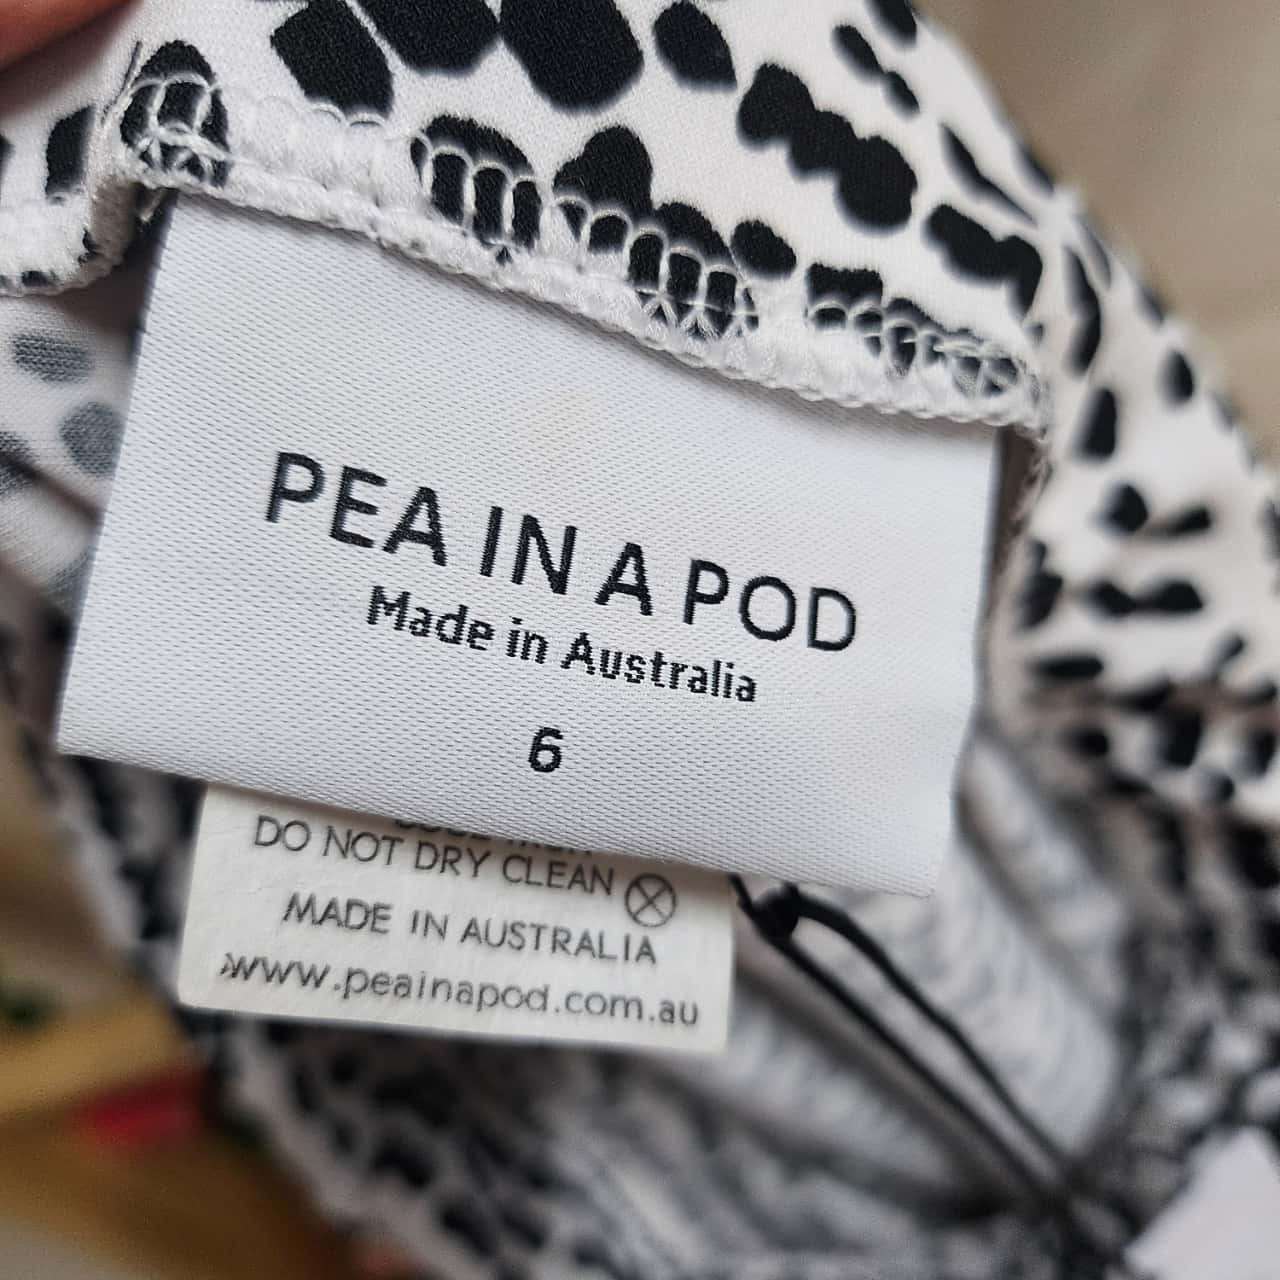 PEA IN A POD
Made in Australia
6
DO NOT DRY CLEAN
MADE IN AUSTRALIA
www.peainapod.com.au